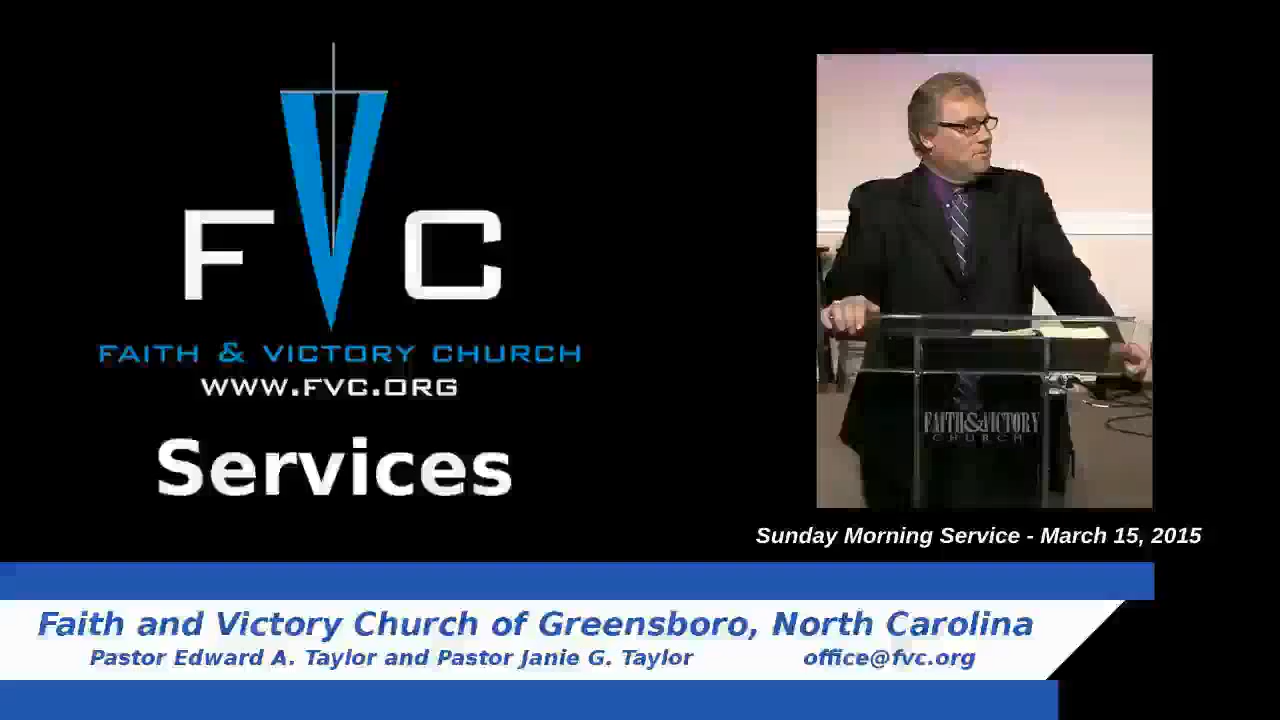 FVC
FAITH & VICTORY CHURCH
WWW.FVC.ORG
Services
FAITH&VICTORY
CHURCH
Sunday Morning Service - March 15, 2015
Faith and Victory Church of Greensboro, North Carolina
Pastor Edward A. Taylor and Pastor Janie G. Taylor office@fvc.org